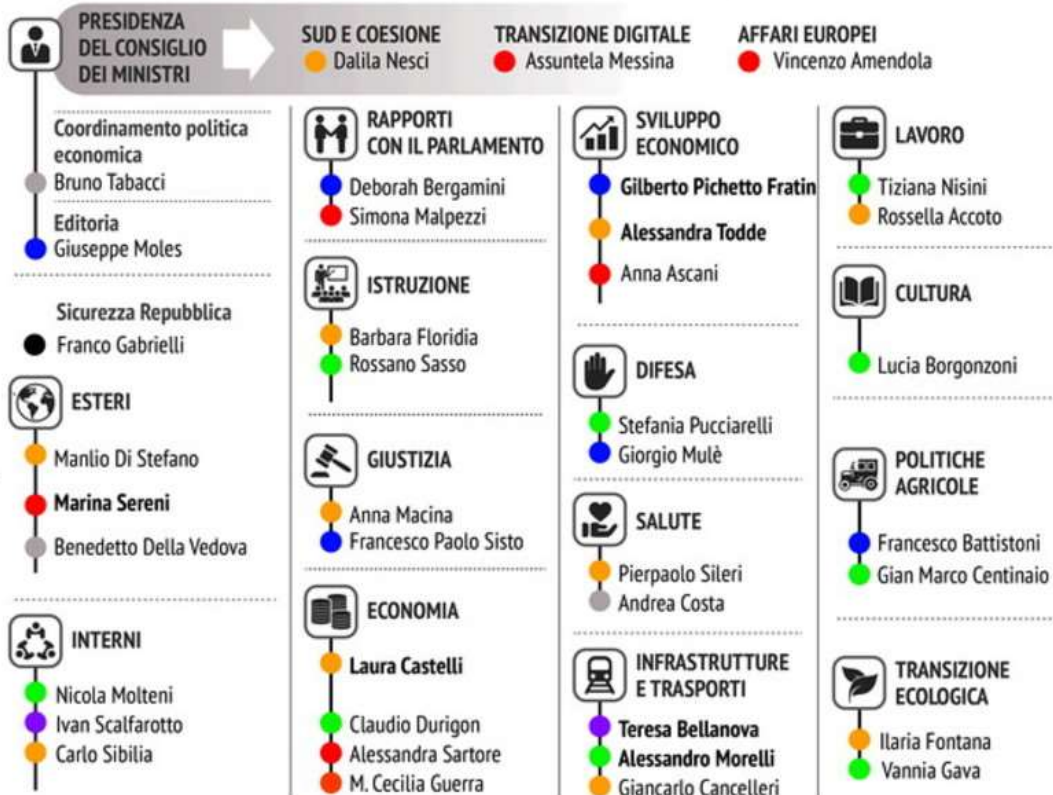 PRESIDENZA
DEL CONSIGLIO
DEI MINISTRI
SUD E COESIONE
Dalila Nesci
TRANSIZIONE DIGITALE
Assuntela Messina
AFFARI EUROPEI
Vincenzo Amendola
Coordinamento politica
economica
Bruno Tabacci
Editoria
Giuseppe Moles
Sicurezza Repubblica
Franco Gabrielli
ESTERI
Manlio Di Stefano
Marina Sereni
Benedetto Della Vedova
INTERNI
Nicola Molteni
Ivan Scalfarotto
Carlo Sibilia
RAPPORTI
CON IL PARLAMENTO
Deborah Bergamini
Simona Malpezzi
ISTRUZIONE
Barbara Floridia
Rossano Sasso
GIUSTIZIA
Anna Macina
Francesco Paolo Sisto
ECONOMIA
Laura Castelli
Claudio Durigon
Alessandra Sartore
M. Cecilia Guerra
SVILUPPO
ECONOMICO
Gilberto Pichetto Fratin
Alessandra Todde
Anna Ascani
DIFESA
Stefania Pucciarelli
Giorgio Mulè
SALUTE
Pierpaolo Sileri
Andrea Costa
INFRASTRUTTURE
E TRASPORTI
Teresa Bellanova
Alessandro Morelli
Giancarlo Cancelleri
LAVORO
Tiziana Nisini
Rossella Accoto
CULTURA
Lucia Borgonzoni
POLITICHE
AGRICOLE
Francesco Battistoni
Gian Marco Centinaio
TRANSIZIONE
ECOLOGICA
Ilaria Fontana
Vannia Gava